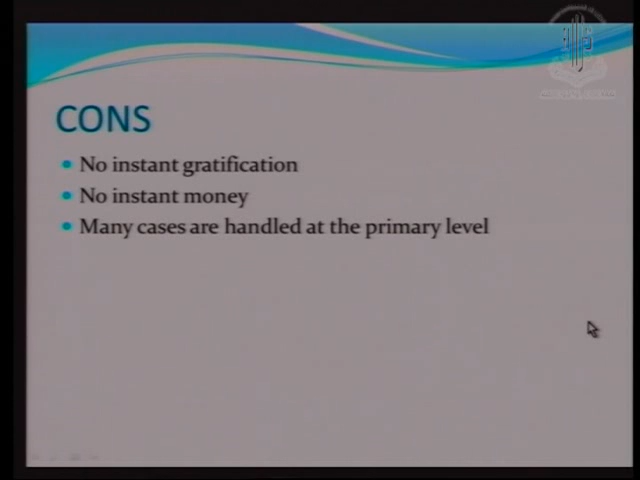 CONS
No instant gratification
No instant money
Many cases are handled at the primary level